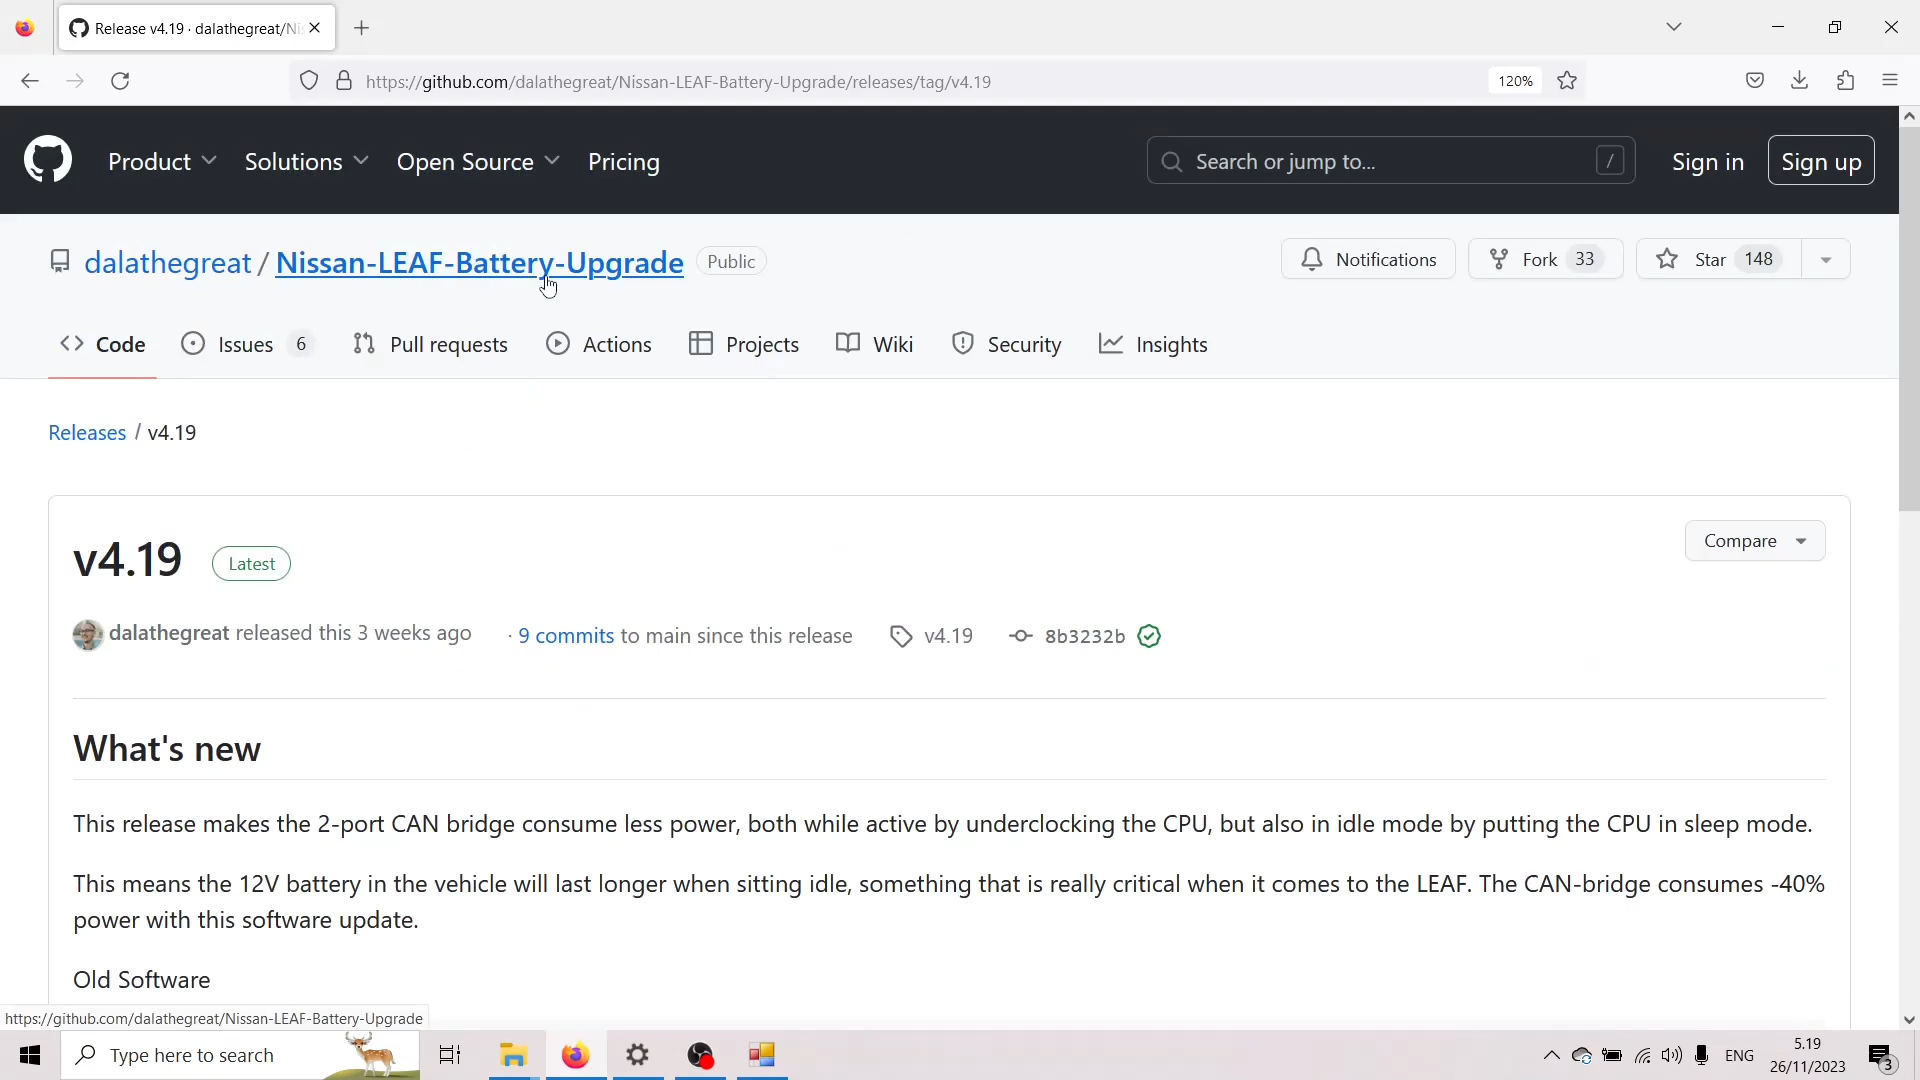 Release v4.19 · dalathegreat/Ni
https://github.com/dalathegreat/Nissan-LEAF-Battery-Upgrade/releases/tag/v4.19
120%
Product
Solutions
Open Source
Pricing
Search or jump to...
/
Sign in
Sign up
dalathegreat / Nissan-LEAF-Battery-Upgrade
Public
Notifications
Fork 33
Star 148
Code
Issues 6
Pull requests
Actions
Projects
Wiki
Security
Insights
Releases / v4.19
v4.19
Latest
Compare
dalathegreat released this 3 weeks ago
· 9 commits to main since this release
v4.19
8b3232b
What's new
This release makes the 2-port CAN bridge consume less power, both while active by underclocking the CPU, but also in idle mode by putting the CPU in sleep mode.
This means the 12V battery in the vehicle will last longer when sitting idle, something that is really critical when it comes to the LEAF. The CAN-bridge consumes -40%
power with this software update.
Old Software
https://github.com/dalathegreat/Nissan-LEAF-Battery-Upgrade
Type here to search
ENG
5.19
26/11/2023
3